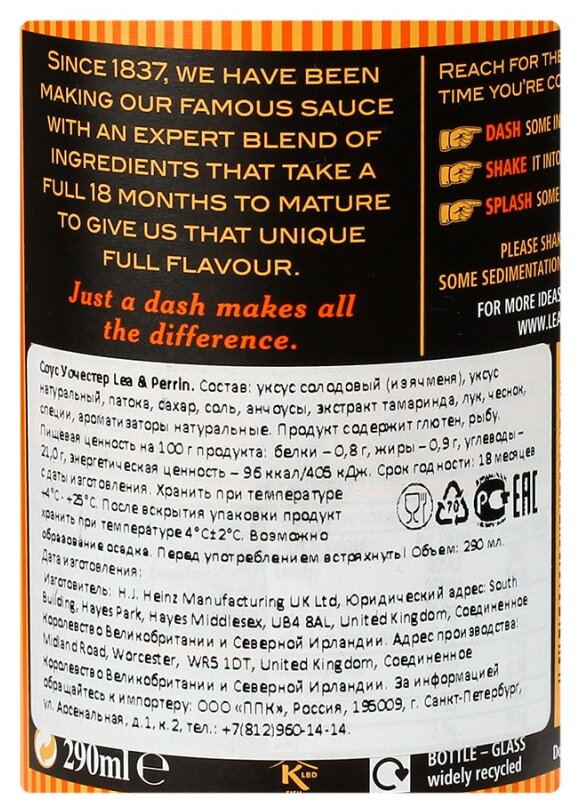 SINCE 1837, WE HAVE BEEN
MAKING OUR FAMOUS SAUCE
WITH AN EXPERT BLEND OF
INGREDIENTS THAT TAKE A
FULL 18 MONTHS TO MATURE
TO GIVE US THAT UNIQUE
FULL FLAVOUR.
Just a dash makes all
the difference.
REACH FOR THE
TIME YOU'RE CO
DASH SOME IN
SHAKE IT INTO
SPLASH SOME
PLEASE SHAK
SOME SEDIMENTATION
FOR MORE IDEAS
WWW.LEA
Соус Уочестер Lea & Perrin. Состав: уксус солодовый (из ячменя), уксус
натуральный, патока, сахар, соль, анчоусы, экстракт тамаринда, лук, чеснок,
специи, ароматизаторы натуральные. Продукт содержит глютен, рыбу.
Пищевая ценность на 100 г продукта: белки – 0,8 г, жиры – 0,9 г, углеводы –
21,0 г, энергетическая ценность – 96 ккал/405 кДж. Срок годности: 18 месяцев
с даты изготовления. Хранить при температуре
+4°C - +25°C. После вскрытия упаковки продукт
хранить при температуре 4°C±2°C. Возможно
образование осадка. Перед употреблением встряхнуть! Объем: 290 мл.
Дата изготовления:
Изготовитель: H.J. Heinz Manufacturing UK Ltd, Юридический адрес: South
Building, Hayes Park, Hayes Middlesex, UB4 8AL, United Kingdom, Соединенное
Королевство Великобритании и Северной Ирландии. Адрес производства:
Midland Road, Worcester, WR5 1DT, United Kingdom, Соединенное
Королевство Великобритании и Северной Ирландии. За информацией
обращайтесь к импортеру: ООО «ППК», Россия, 195009, г. Санкт-Петербург,
ул. Арсенальная, д.1, к.2, тел.: +7(812)960-14-14.
70
РСТ
EAC
290ml e
K LBD
FISH
BOTTLE – GLASS
widely recycled
Do